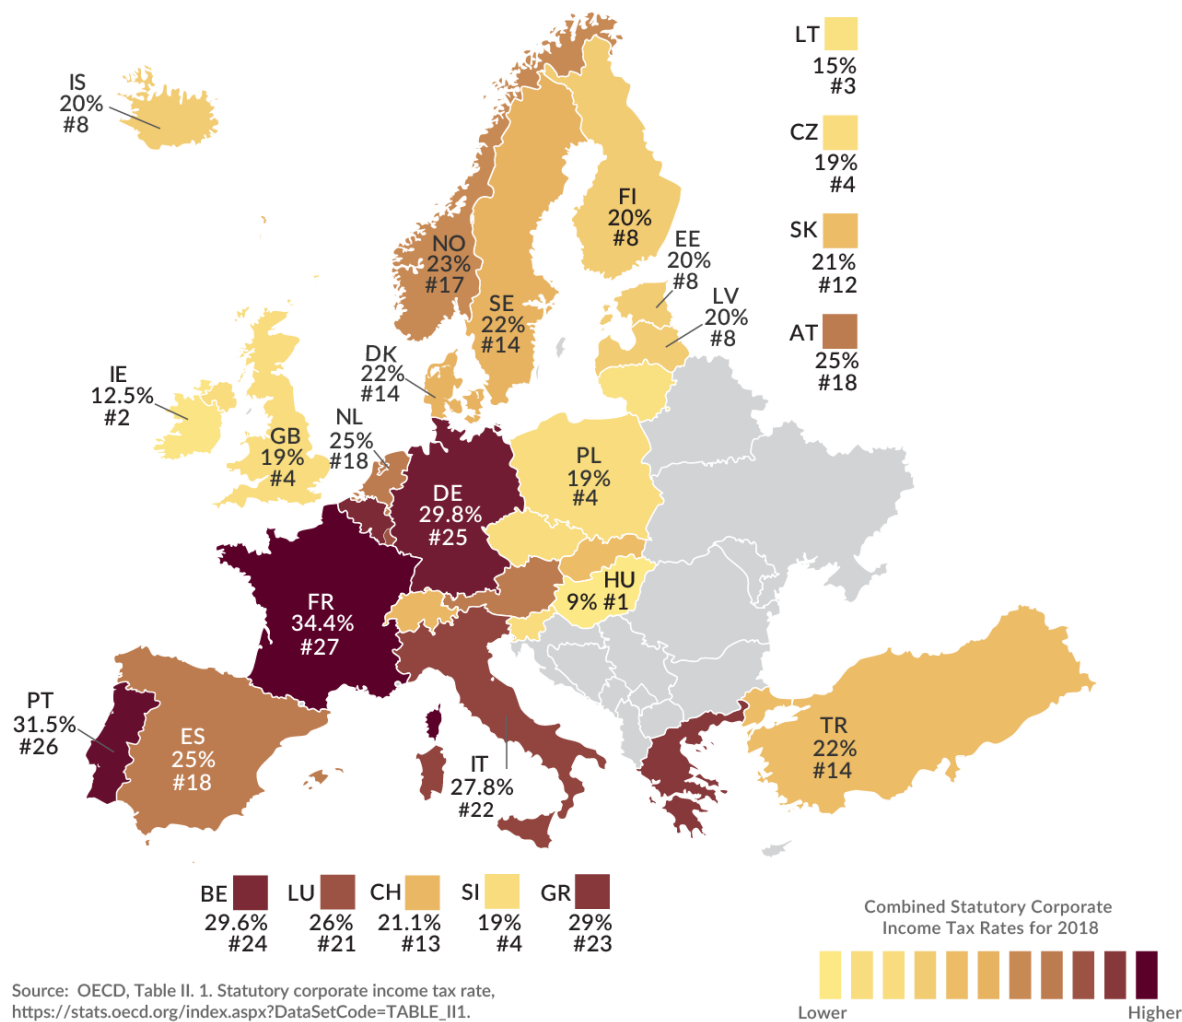 LT
15%
#3
IS
20%
#8
CZ
19%
#4
FI
20%
#8
SK
21%
#12
NO
23%
#17
EE
20%
#8
SE
22%
#14
LV
20%
#8
AT
25%
#18
DK
22%
#14
IE
12.5%
#2
NL
25%
#18
GB
19%
#4
PL
19%
#4
DE
29.8%
#25
HU
9% #1
FR
34.4%
#27
PT
31.5%
#26
ES
25%
#18
IT
27.8%
#22
TR
22%
#14
BE
29.6%
#24
LU
26%
#21
CH
21.1%
#13
SI
19%
#4
GR
29%
#23
Combined Statutory Corporate
Income Tax Rates for 2018
Lower
Higher
Source: OECD, Table II. 1. Statutory corporate income tax rate,
https://stats.oecd.org/index.aspx?DataSetCode=TABLE_II1.